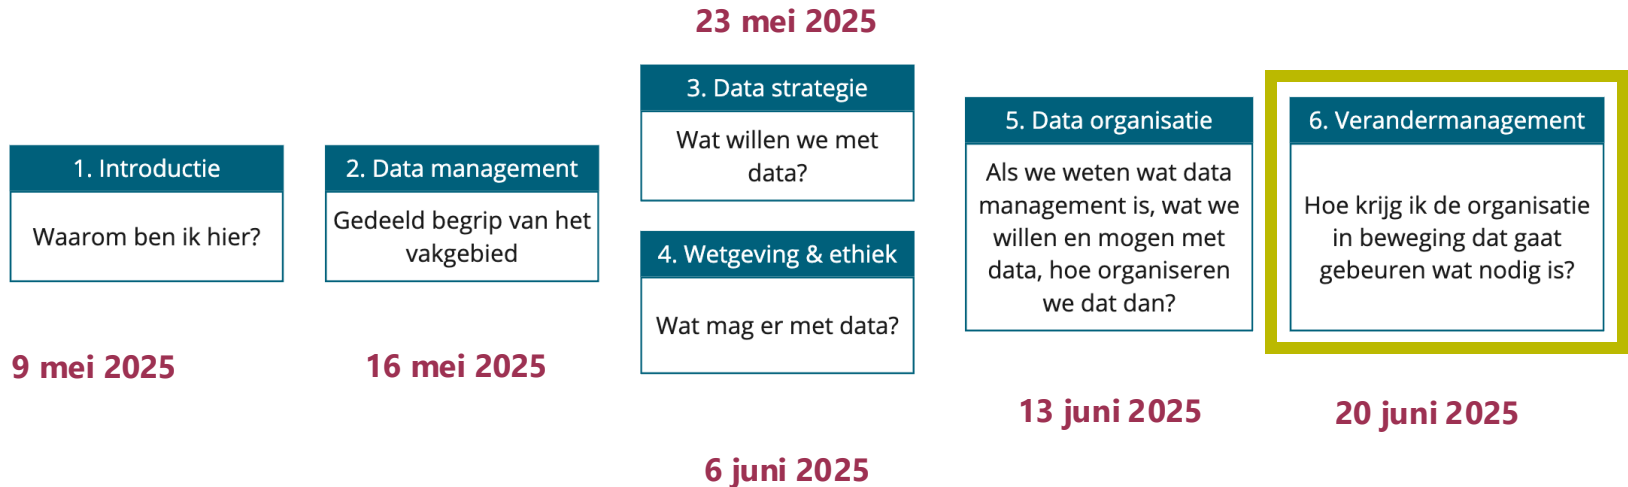 23 mei 2025
3. Data strategie
Wat willen we met
data?
1. Introductie
Waarom ben ik hier?
9 mei 2025
2. Data management
Gedeeld begrip van het
vakgebied
16 mei 2025
4. Wetgeving & ethiek
Wat mag er met data?
6 juni 2025
5. Data organisatie
Als we weten wat data
management is, wat we
willen en mogen met
data, hoe organiseren
we dat dan?
13 juni 2025
6. Verandermanagement
Hoe krijg ik de organisatie
in beweging dat gaat
gebeuren wat nodig is?
20 juni 2025